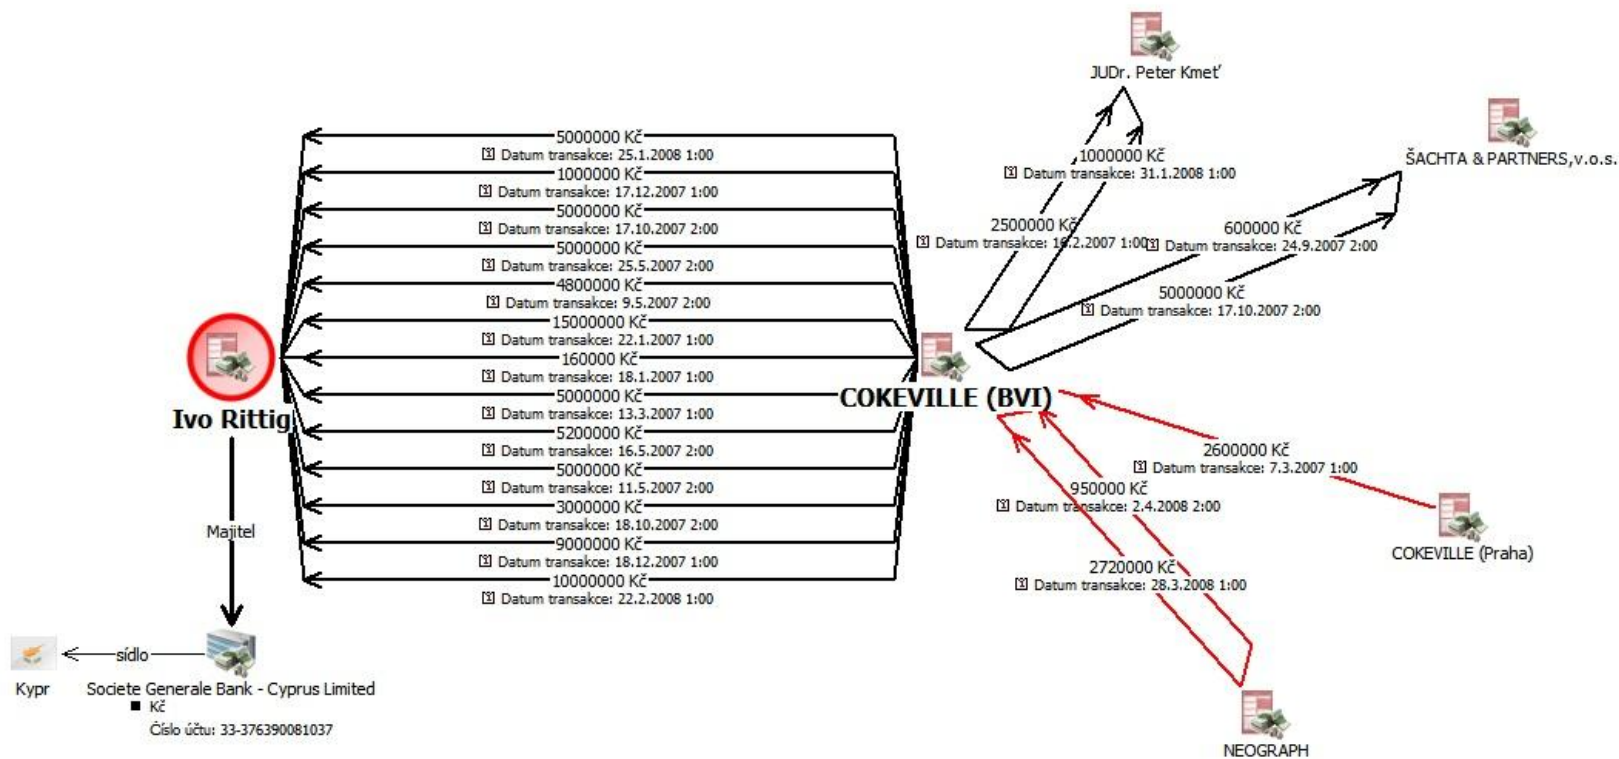 JUDr. Peter Kmeť
ŠACHTA & PARTNERS,v.o.s.
5000000 Kč
Datum transakce: 25.1.2008 1:00
1000000 Kč
Datum transakce: 17.12.2007 1:00
5000000 Kč
Datum transakce: 17.10.2007 2:00
5000000 Kč
Datum transakce: 25.5.2007 2:00
4800000 Kč
Datum transakce: 9.5.2007 2:00
15000000 Kč
Datum transakce: 22.1.2007 1:00
160000 Kč
Datum transakce: 18.1.2007 1:00
5000000 Kč
Datum transakce: 13.3.2007 1:00
5200000 Kč
Datum transakce: 16.5.2007 2:00
5000000 Kč
Datum transakce: 11.5.2007 2:00
3000000 Kč
Datum transakce: 18.10.2007 2:00
9000000 Kč
Datum transakce: 18.12.2007 1:00
10000000 Kč
Datum transakce: 22.2.2008 1:00
1000000 Kč
Datum transakce: 31.1.2008 1:00
2500000 Kč
Datum transakce: 16.2.2007 1:00
600000 Kč
Datum transakce: 24.9.2007 2:00
5000000 Kč
Datum transakce: 17.10.2007 2:00
Ivo Rittig
COKEVILLE (BVI)
2600000 Kč
Datum transakce: 7.3.2007 1:00
950000 Kč
Datum transakce: 2.4.2008 2:00
COKEVILLE (Praha)
2720000 Kč
Datum transakce: 28.3.2008 1:00
NEOGRAPH
Majitel
sídlo
Kypr
Societe Generale Bank - Cyprus Limited
Kč
Číslo účtu: 33-376390081037